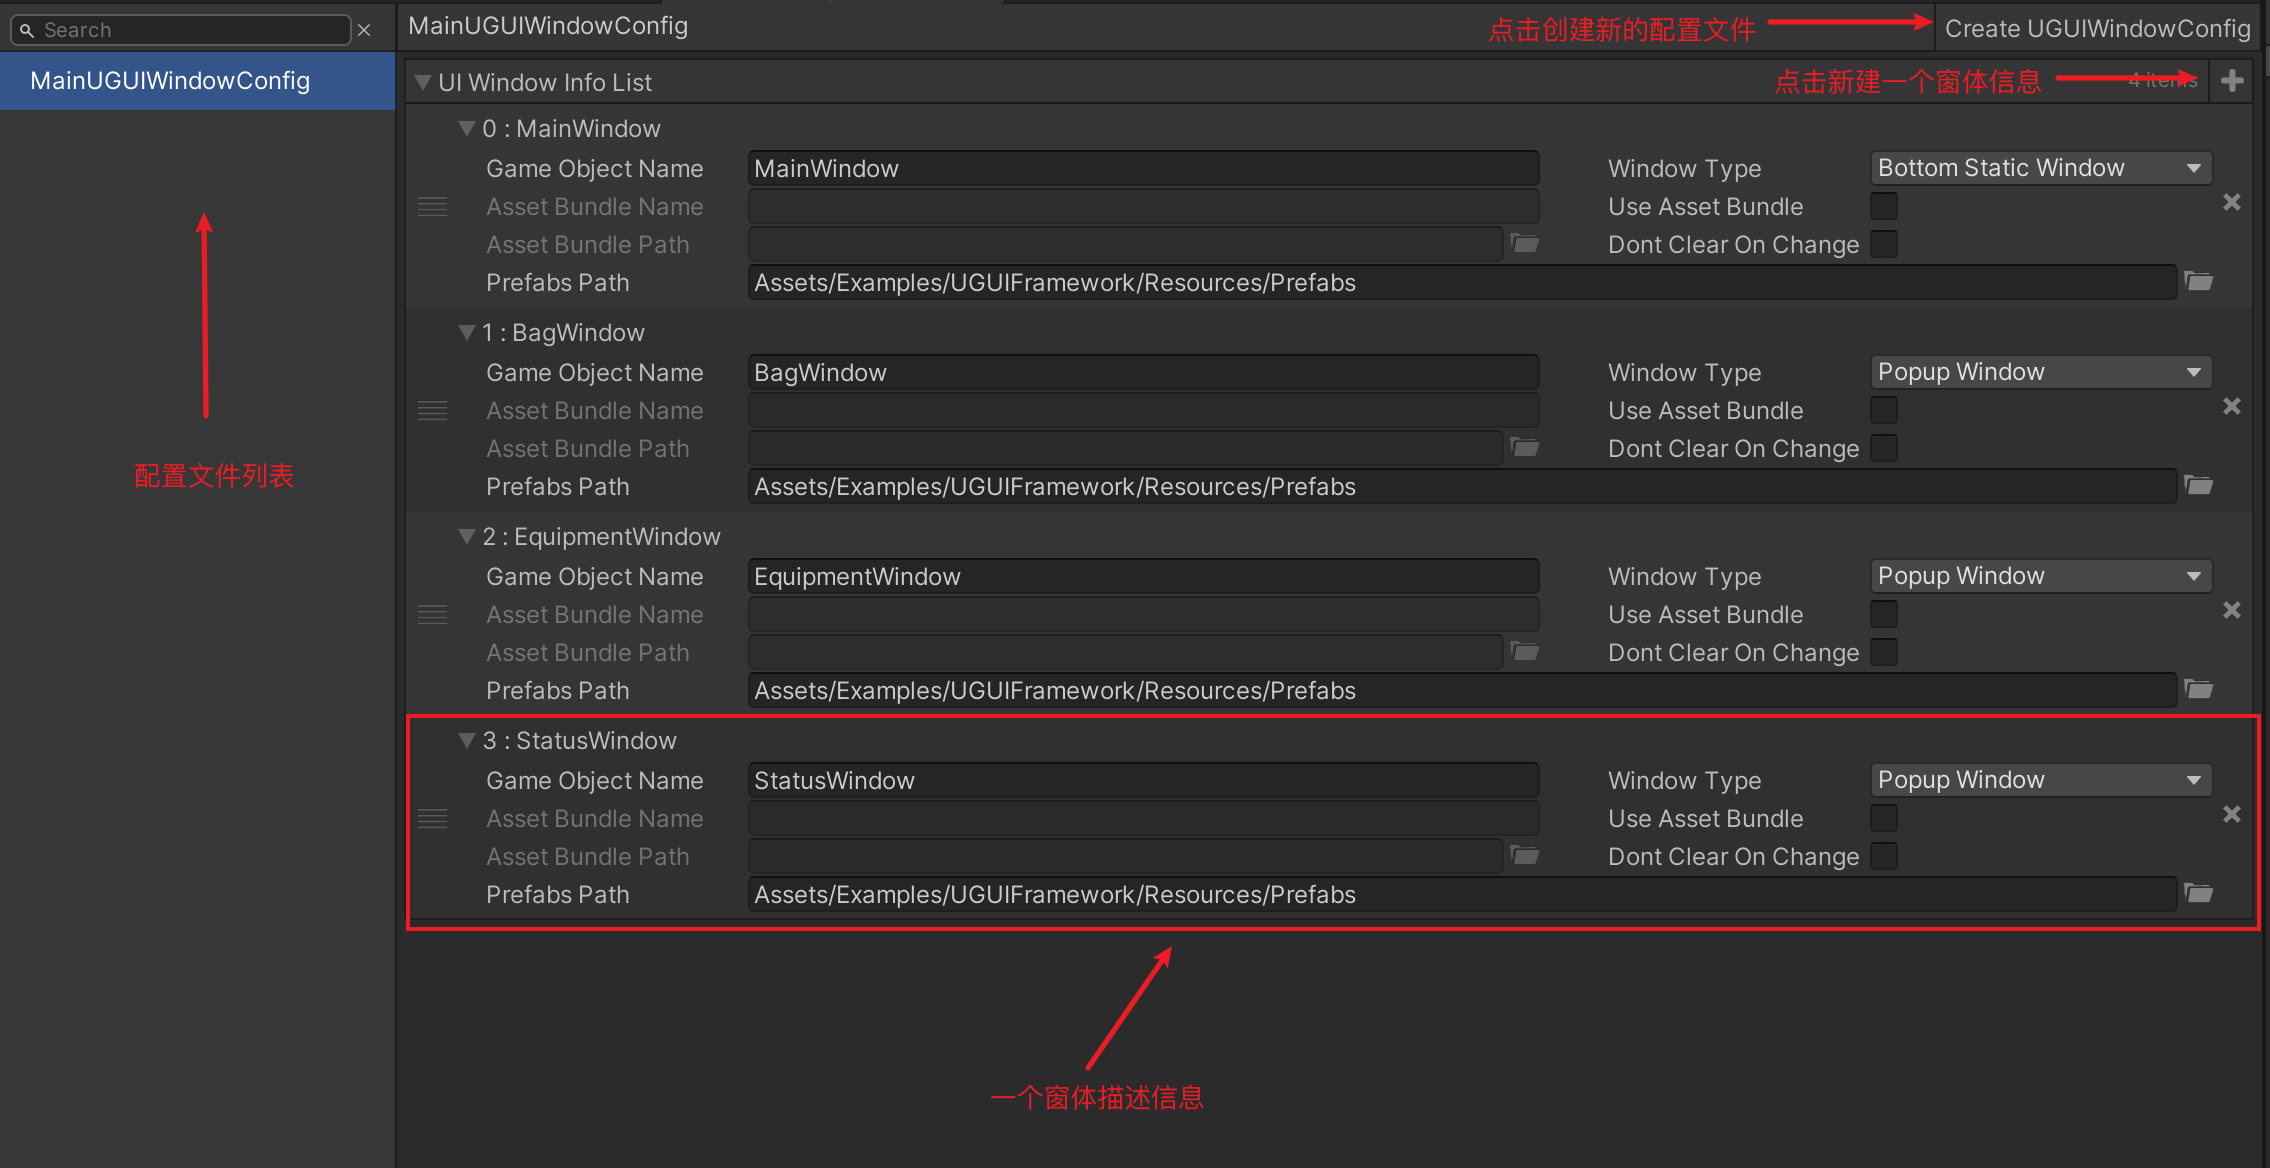 Search
MainUGUIWindowConfig
点击创建新的配置文件
Create UGUIWindowConfig
MainUGUIWindowConfig
UI Window Info List
点击新建一个窗体信息
4 items
0 : MainWindow
Game Object Name
MainWindow
Window Type
Bottom Static Window
Asset Bundle Name
Use Asset Bundle
Asset Bundle Path
Dont Clear On Change
Prefabs Path
Assets/Examples/UGUIFramework/Resources/Prefabs
1 : BagWindow
Game Object Name
BagWindow
Window Type
Popup Window
Asset Bundle Name
Use Asset Bundle
Asset Bundle Path
Dont Clear On Change
Prefabs Path
Assets/Examples/UGUIFramework/Resources/Prefabs
配置文件列表
2 : EquipmentWindow
Game Object Name
EquipmentWindow
Window Type
Popup Window
Asset Bundle Name
Use Asset Bundle
Asset Bundle Path
Dont Clear On Change
Prefabs Path
Assets/Examples/UGUIFramework/Resources/Prefabs
3 : StatusWindow
Game Object Name
StatusWindow
Window Type
Popup Window
Asset Bundle Name
Use Asset Bundle
Asset Bundle Path
Dont Clear On Change
Prefabs Path
Assets/Examples/UGUIFramework/Resources/Prefabs
一个窗体描述信息